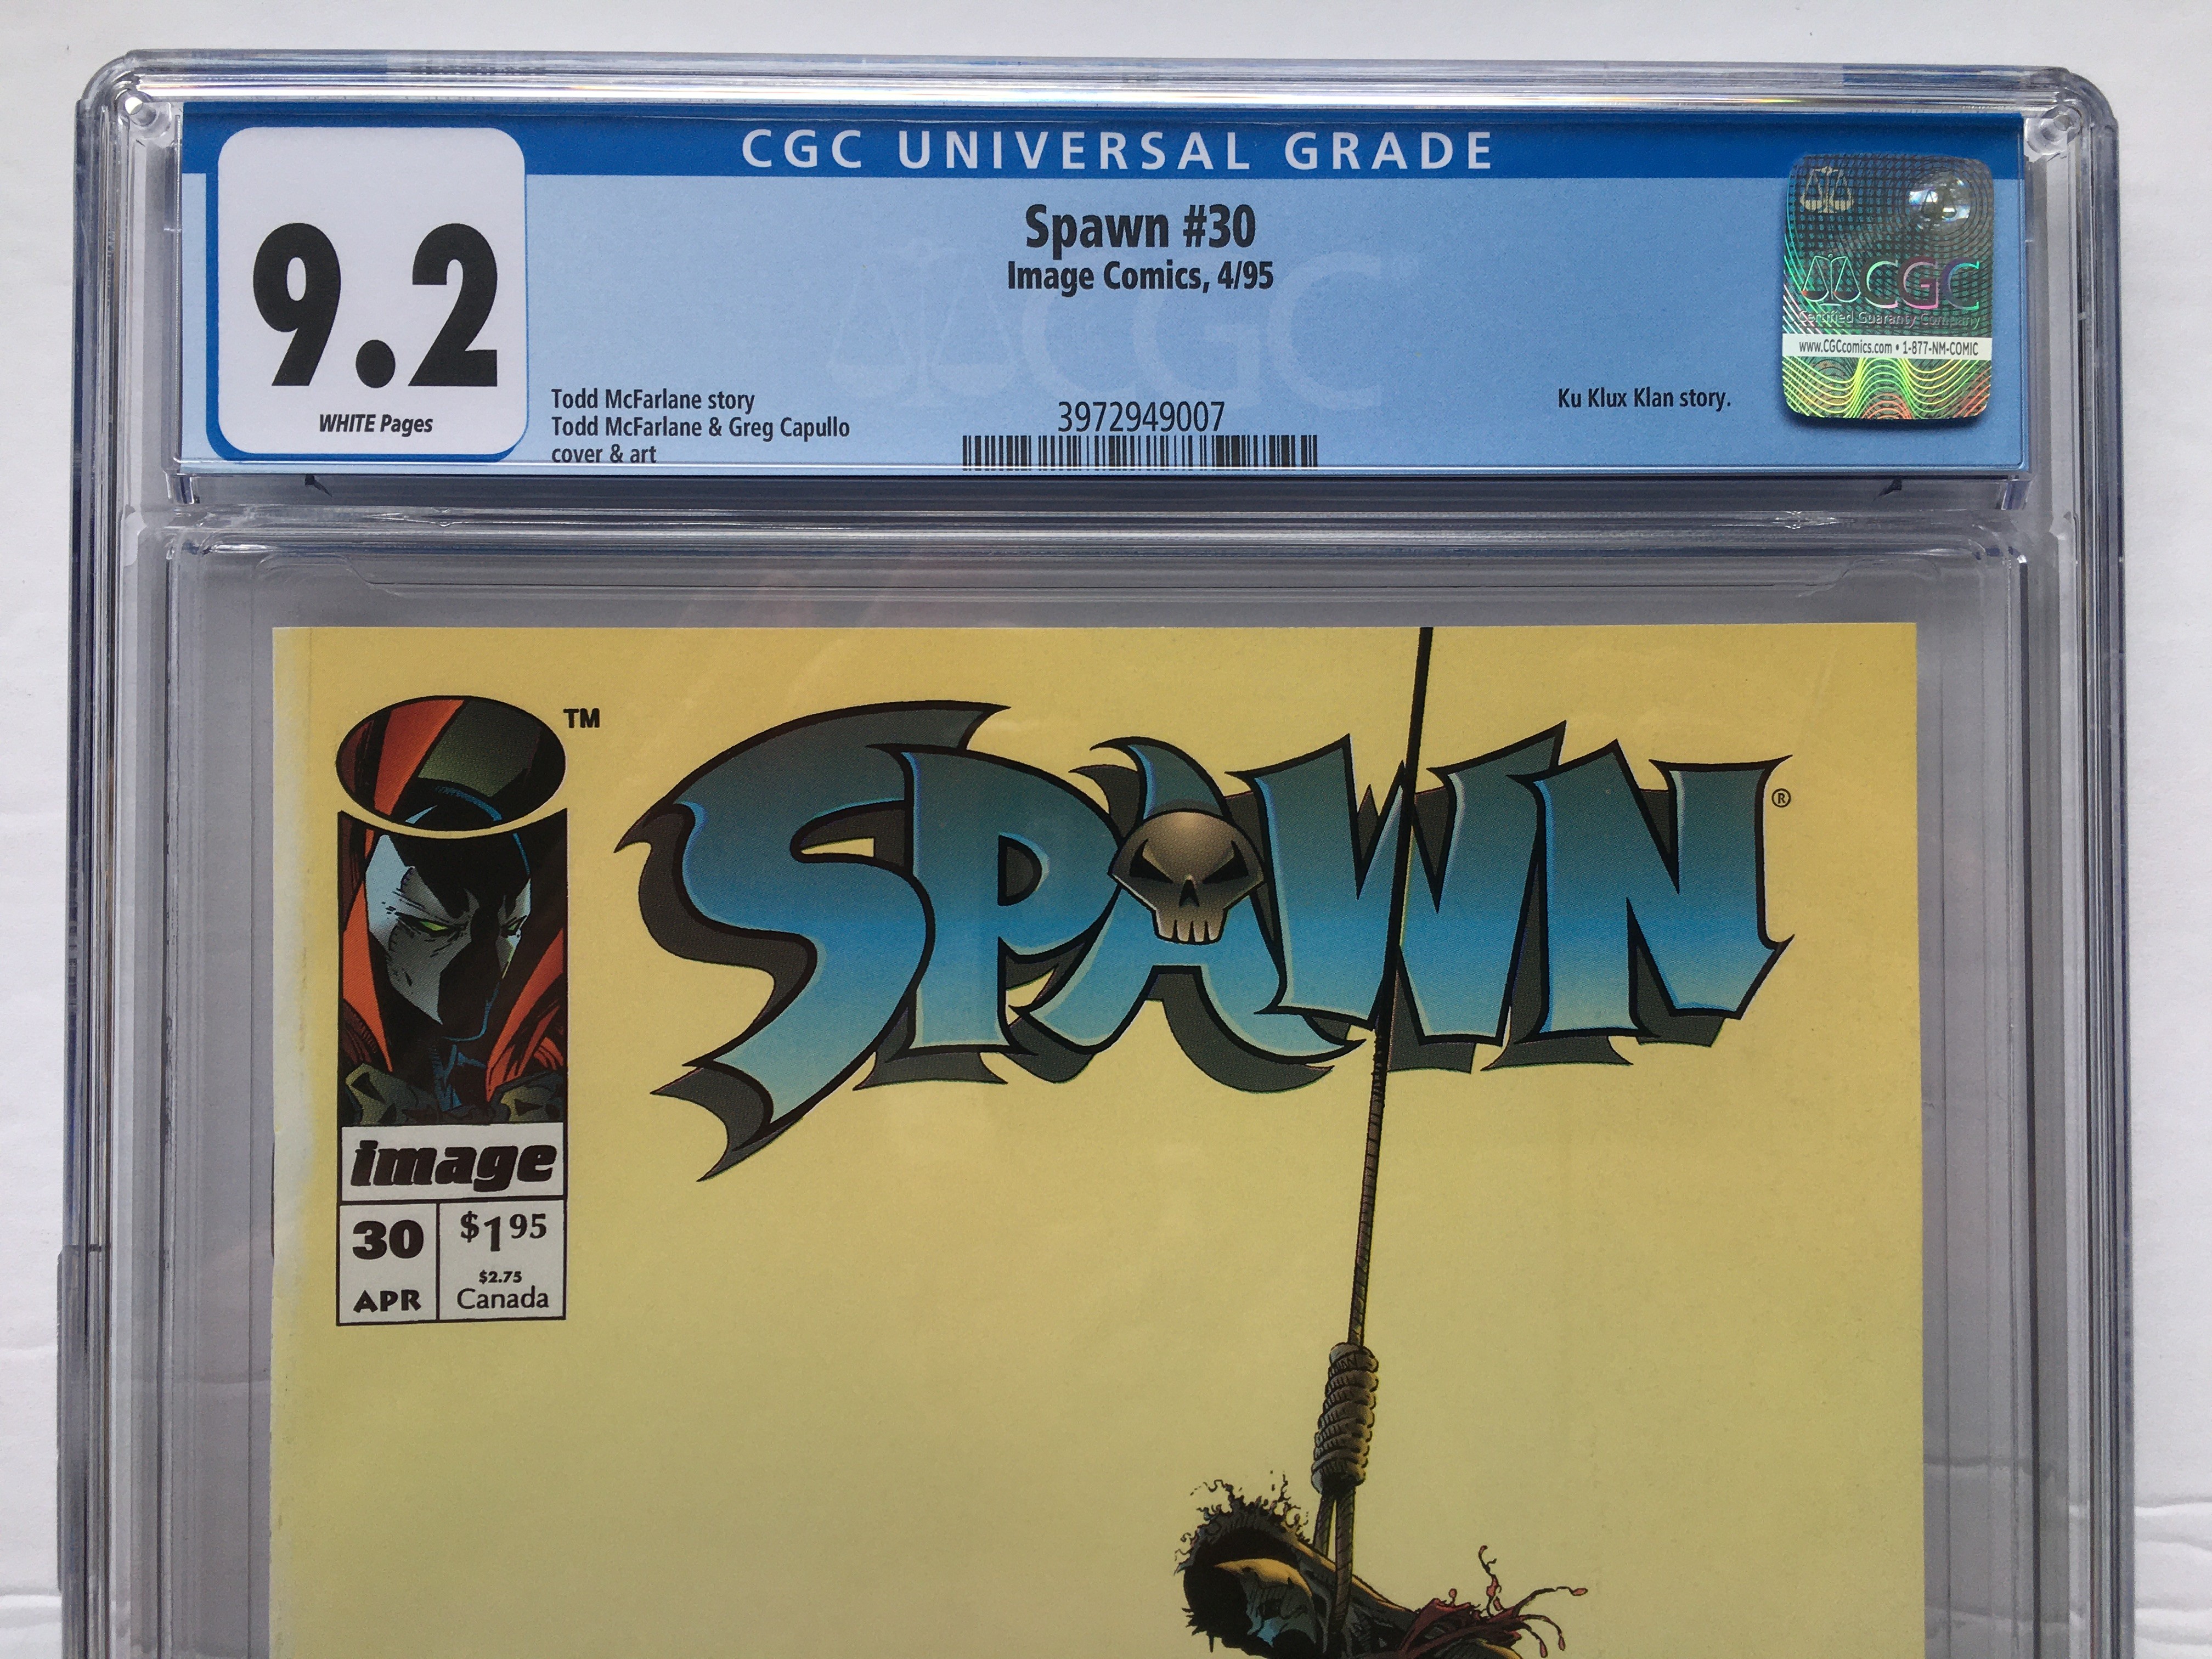 CGC UNIVERSAL GRADE
9.2
WHITE Pages
Spawn #30
Image Comics, 4/95
Todd McFarlane story
Todd McFarlane & Greg Capullo
cover & art
3972949007
Ku Klux Klan story.
CGC
CGC
Certified Guaranty Company
www.CGCcomics.com • 1-877-NM-COMIC
TM
SPAWN®
image
30
APR
$1.95
$2.75
Canada